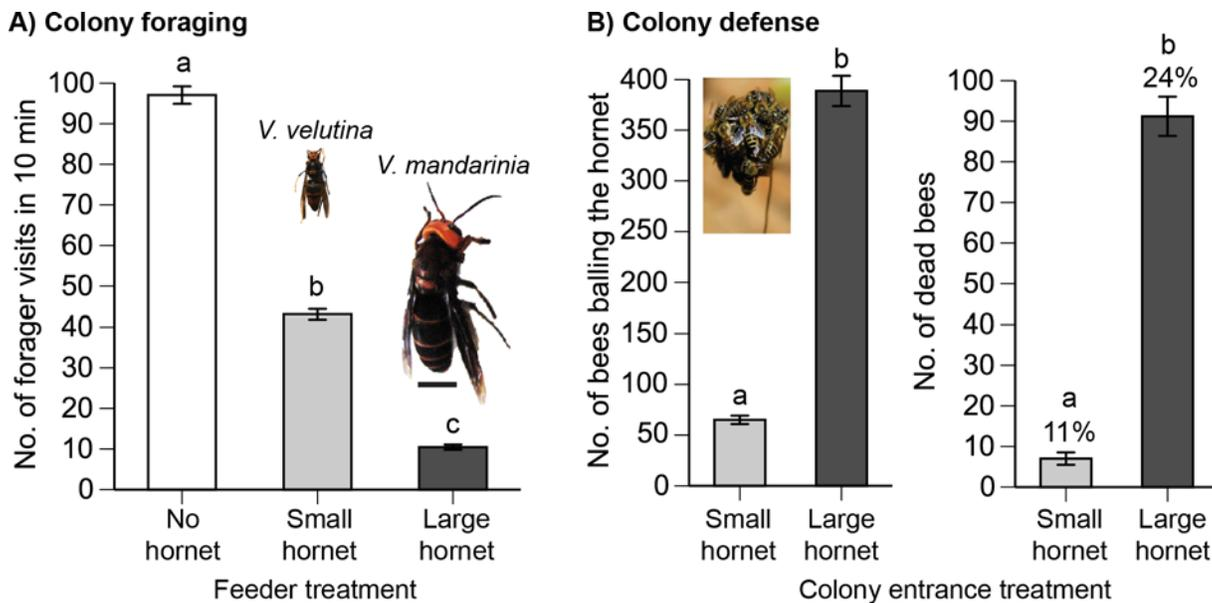 A) Colony foraging
No. of forager visits in 10 min
100
90
80
70
60
50
40
30
20
10
0
a
V. velutina
V. mandarinia
b
c
No
hornet
Small
hornet
Large
hornet
Feeder treatment
B) Colony defense
No. of bees balling the hornet
400
350
300
250
200
150
100
50
0
a
b
Small
hornet
Large
hornet
No. of dead bees
100
90
80
70
60
50
40
30
20
10
0
a
11%
b
24%
Small
hornet
Large
hornet
Colony entrance treatment